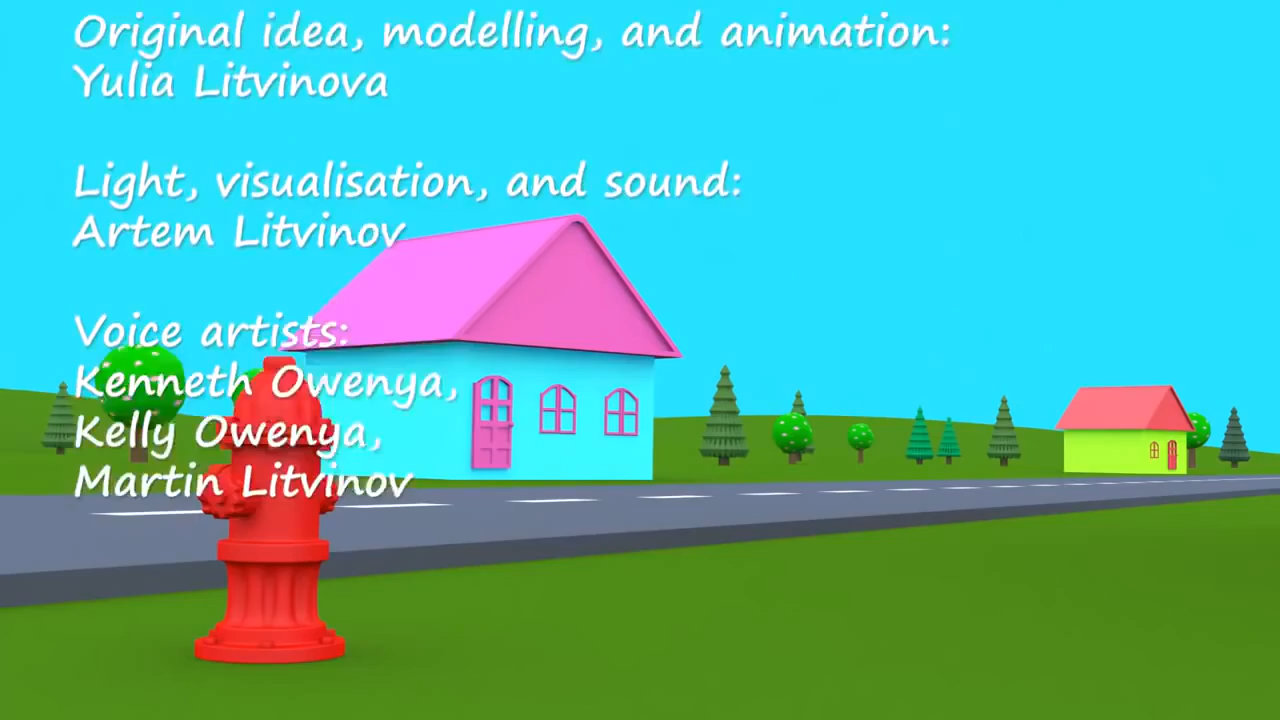 Original idea, modelling, and animation:
Yulia Litvinova
Light, visualisation, and sound:
Artem Litvinov
Voice artists:
Kenneth Owenya,
Kelly Owenya,
Martin Litvinov